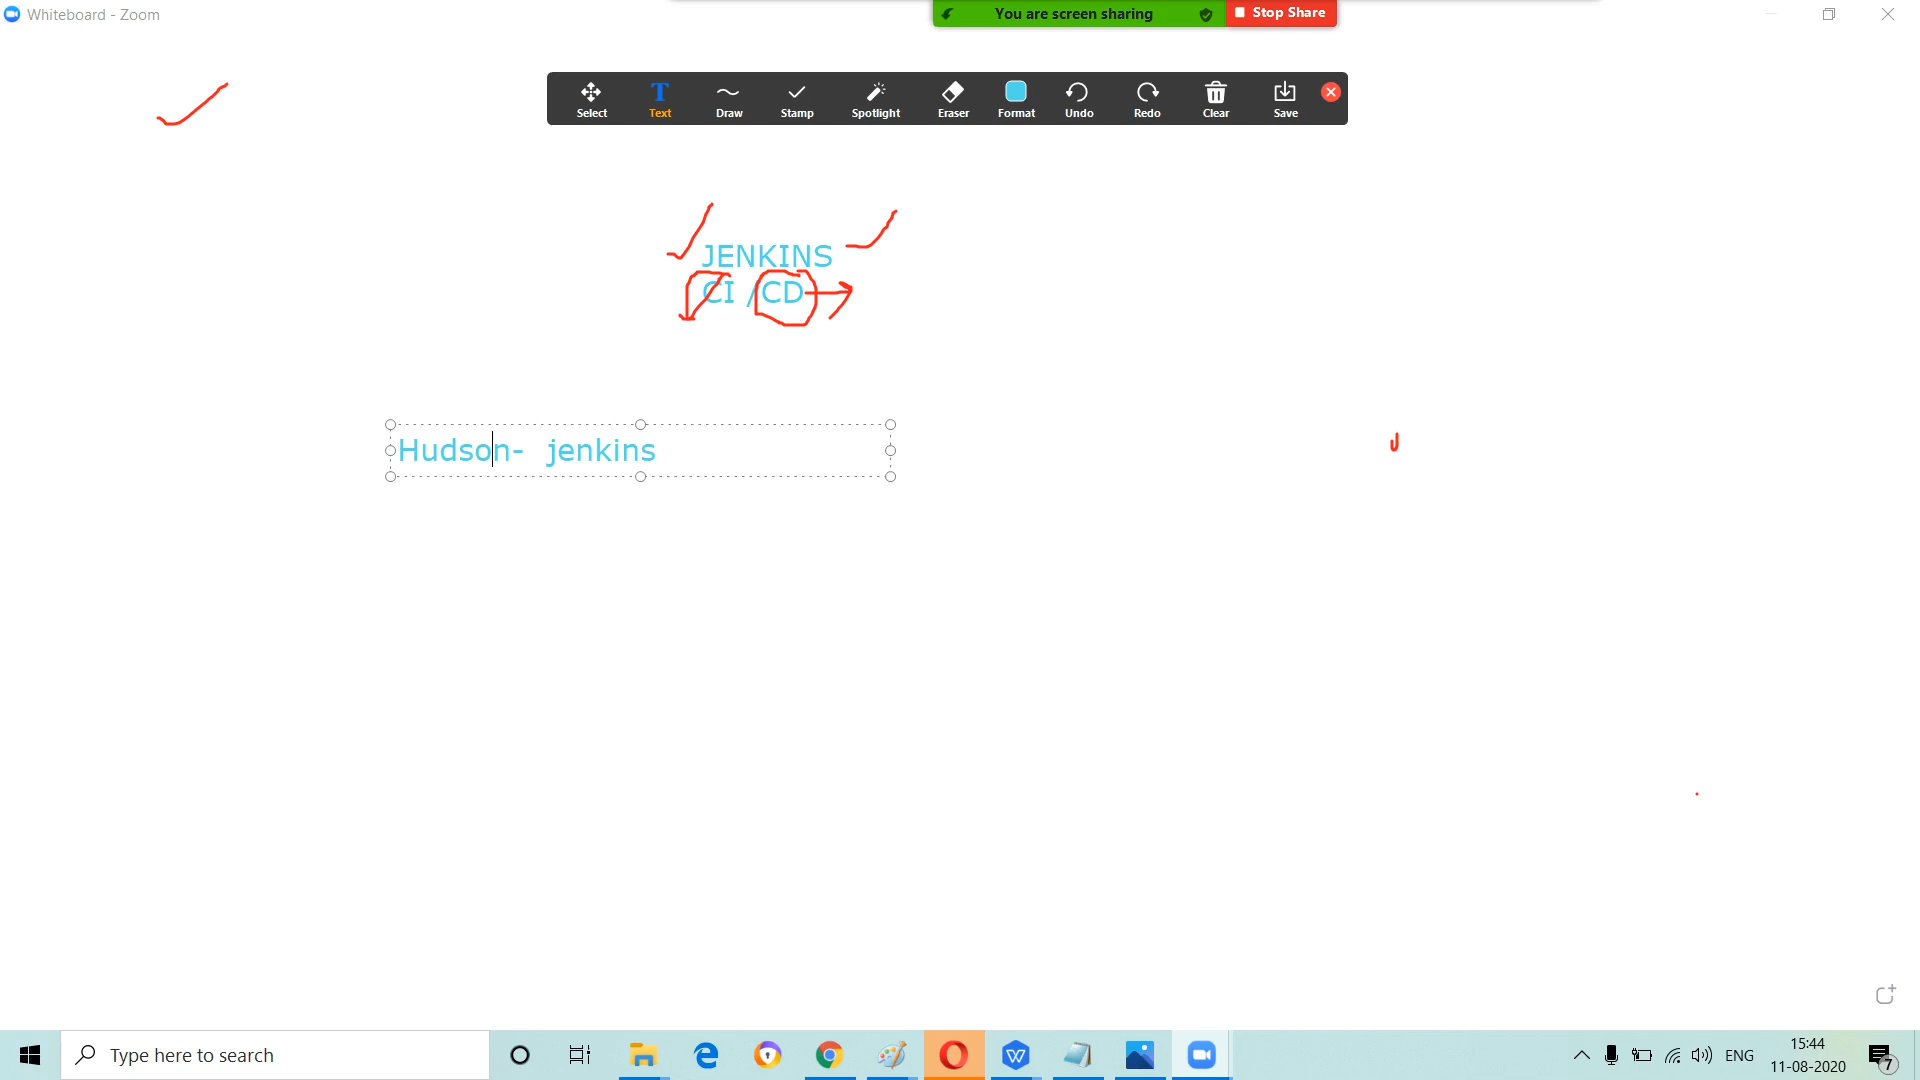 Whiteboard - Zoom
You are screen sharing
Stop Share
Select Text Draw Stamp Spotlight Eraser Format Undo Redo Clear Save
JENKINS
CI /CD
Hudson-  jenkins
Type here to search
ENG
15:44
11-08-2020
7